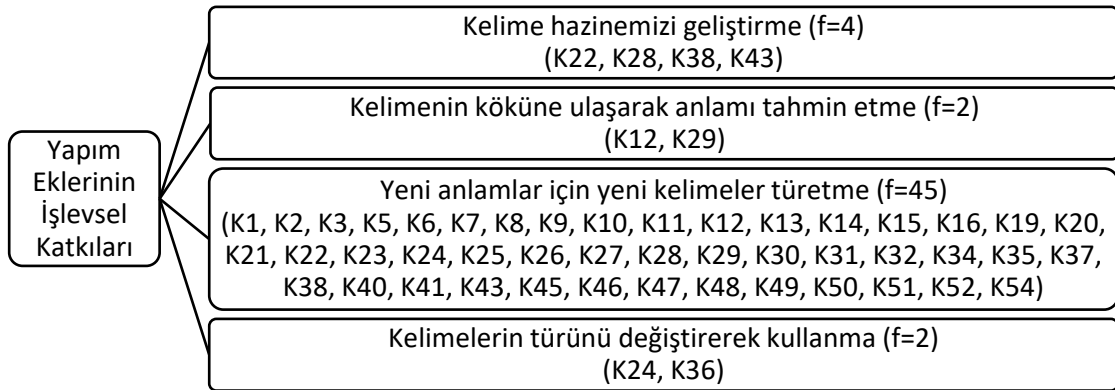 Yapım
Eklerinin
İşlevsel
Katkıları
Kelime hazinemizi geliştirme (f=4)
(K22, K28, K38, K43)
Kelimenin köküne ulaşarak anlamı tahmin etme (f=2)
(K12, K29)
Yeni anlamlar için yeni kelimeler türetme (f=45)
(K1, K2, K3, K5, K6, K7, K8, K9, K10, K11, K12, K13, K14, K15, K16, K19, K20,
K21, K22, K23, K24, K25, K26, K27, K28, K29, K30, K31, K32, K34, K35, K37,
K38, K40, K41, K43, K45, K46, K47, K48, K49, K50, K51, K52, K54)
Kelimelerin türünü değiştirerek kullanma (f=2)
(K24, K36)